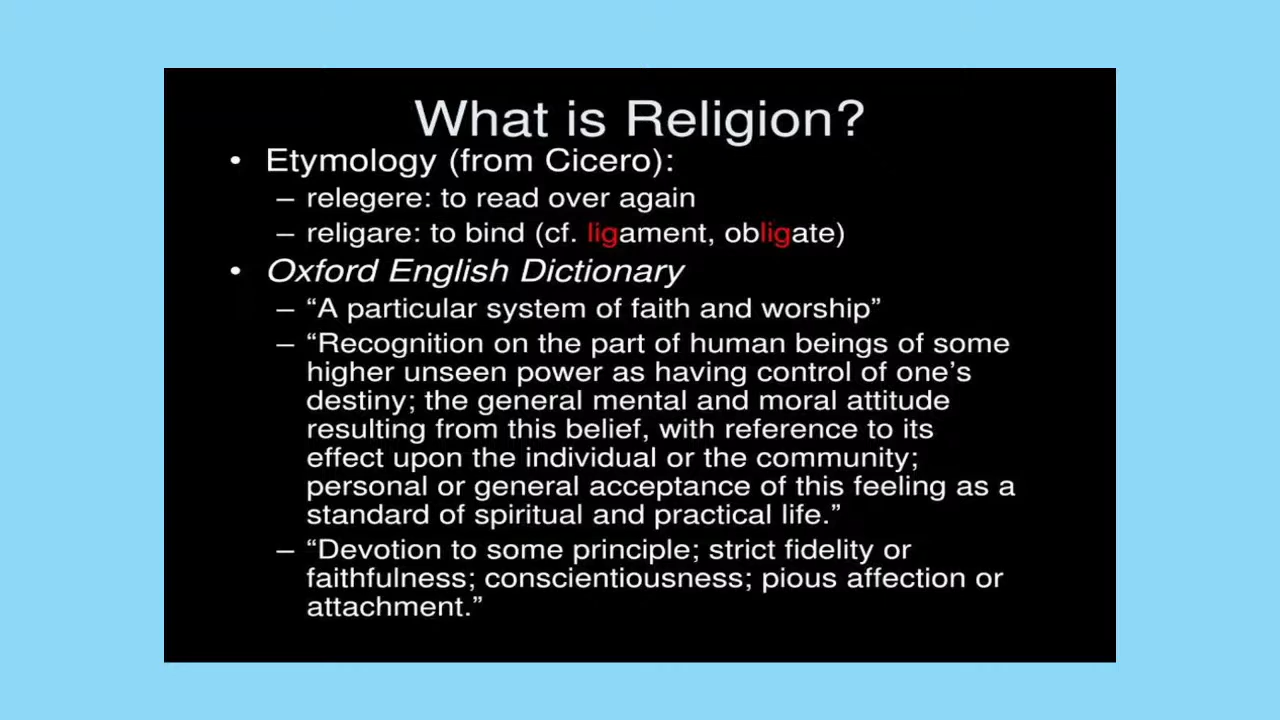 What is Religion?
• Etymology (from Cicero):
– relegere: to read over again
– religare: to bind (cf. ligament, obligate)
• Oxford English Dictionary
– “A particular system of faith and worship”
– “Recognition on the part of human beings of some
higher unseen power as having control of one’s
destiny; the general mental and moral attitude
resulting from this belief, with reference to its
effect upon the individual or the community;
personal or general acceptance of this feeling as a
standard of spiritual and practical life.”
– “Devotion to some principle; strict fidelity or
faithfulness; conscientiousness; pious affection or
attachment.”